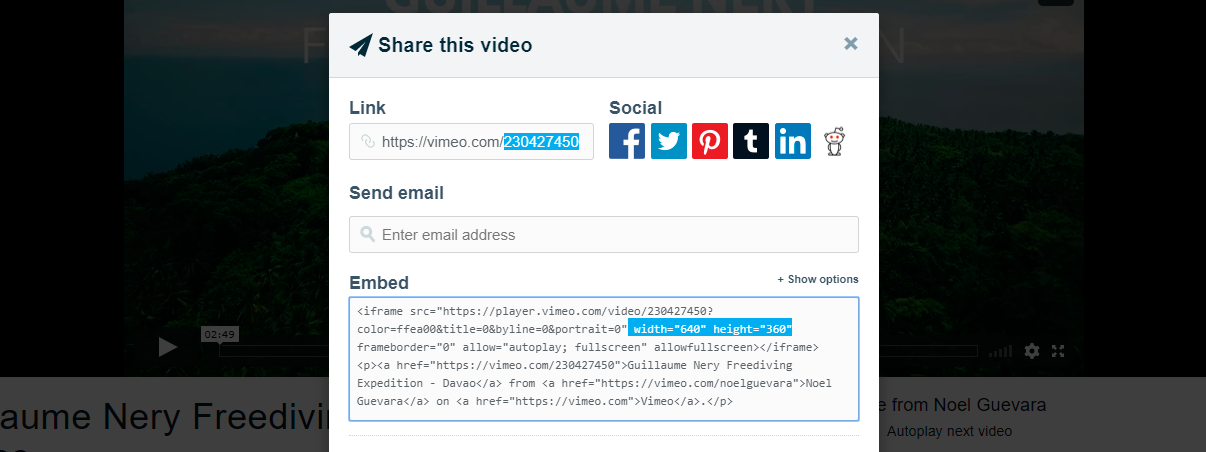 GUILLAUME NERY
Share this video
Link
Social
https://vimeo.com/230427450
Send email
Enter email address
Embed
+ Show options
<iframe src="https://player.vimeo.com/video/230427450?
color=ffea00&title=0&byline=0&portrait=0" width="640" height="360"
frameborder="0" allow="autoplay; fullscreen" allowfullscreen></iframe>
<p><a href="https://vimeo.com/230427450">Guillaume Nery Freediving
Expedition - Davao</a> from <a href="https://vimeo.com/noelguevara">Noel
Guevara</a> on <a href="https://vimeo.com">Vimeo</a>.</p>
02:49
aume Nery Freedivin
e from Noel Guevara
Autoplay next video